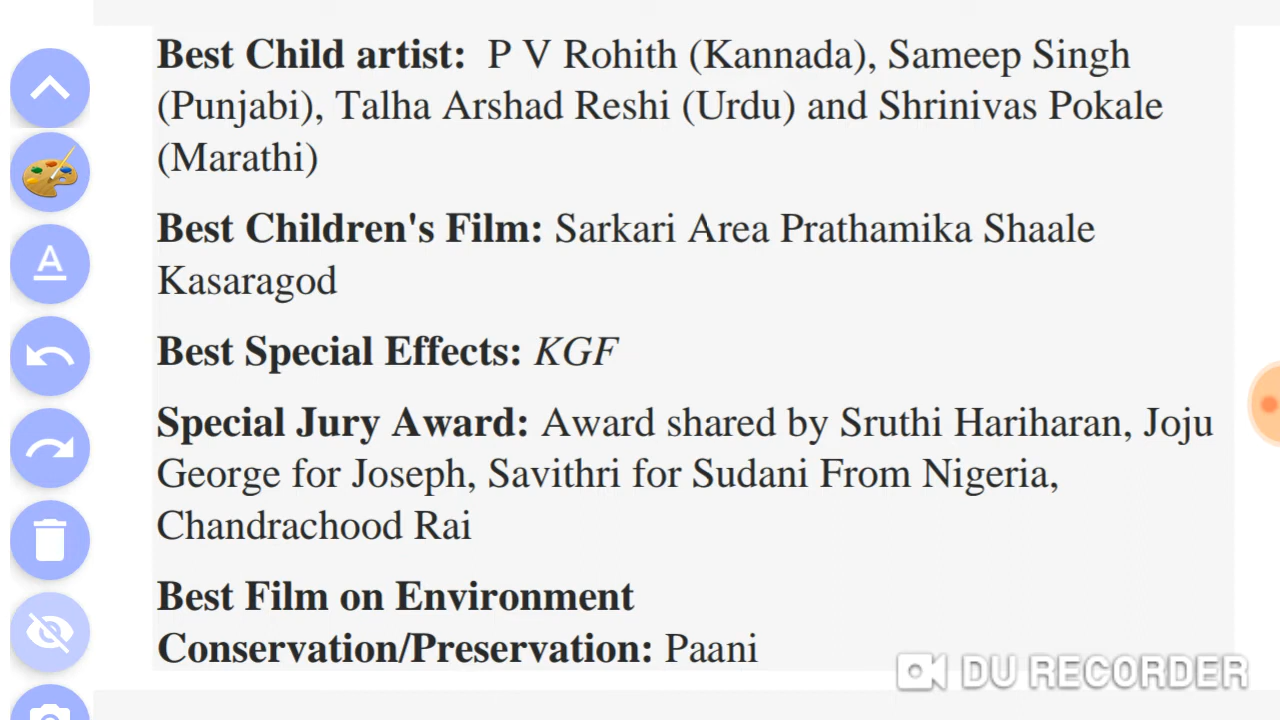 Best Child artist: P V Rohith (Kannada), Sameep Singh
(Punjabi), Talha Arshad Reshi (Urdu) and Shrinivas Pokale
(Marathi)
Best Children's Film: Sarkari Area Prathamika Shaale
Kasaragod
Best Special Effects: KGF
Special Jury Award: Award shared by Sruthi Hariharan, Joju
George for Joseph, Savithri for Sudani From Nigeria,
Chandrachood Rai
Best Film on Environment
Conservation/Preservation: Paani
A
DU RECORDER